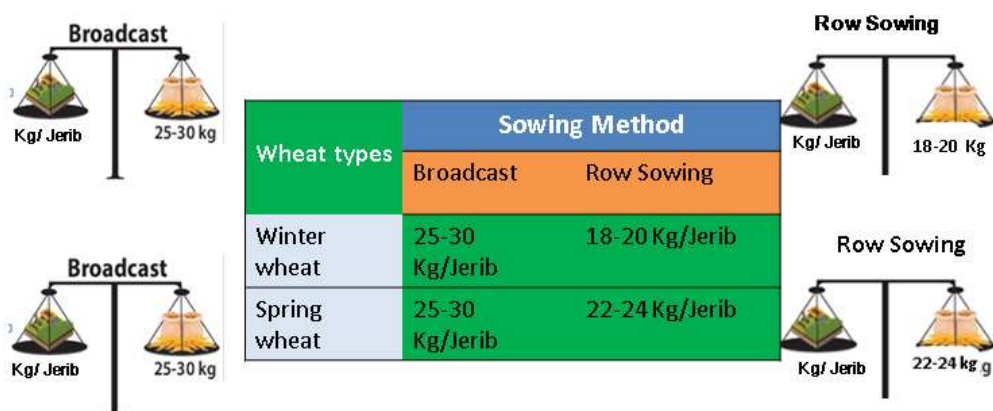 Broadcast
Kg/ Jerib
25-30 kg
Row Sowing
Kg/ Jerib
18-20 Kg
Wheat types
Sowing Method
Broadcast
Row Sowing
Winter
wheat
25-30
Kg/Jerib
18-20 Kg/Jerib
Spring
wheat
25-30
Kg/Jerib
22-24 Kg/Jerib
Broadcast
Kg/ Jerib
25-30 kg
Row Sowing
Kg/ Jerib
22-24 kg g